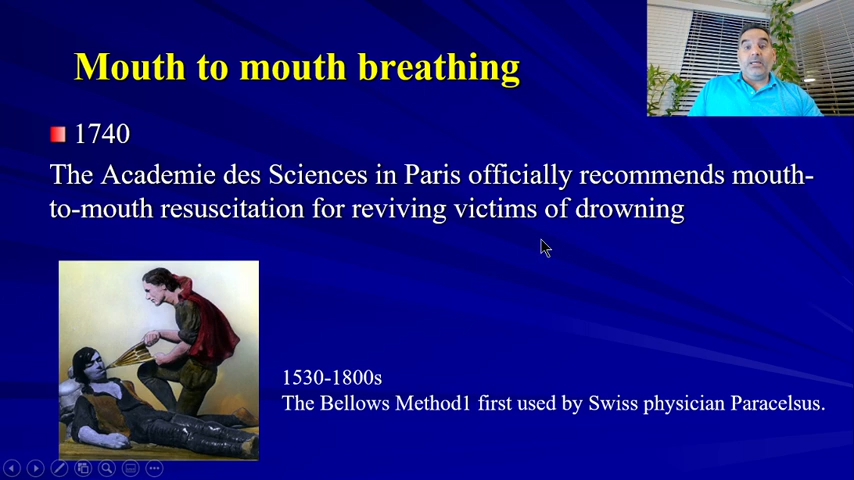 Mouth to mouth breathing
1740
The Academie des Sciences in Paris officially recommends mouth-
to-mouth resuscitation for reviving victims of drowning
1530-1800s
The Bellows Method1 first used by Swiss physician Paracelsus.